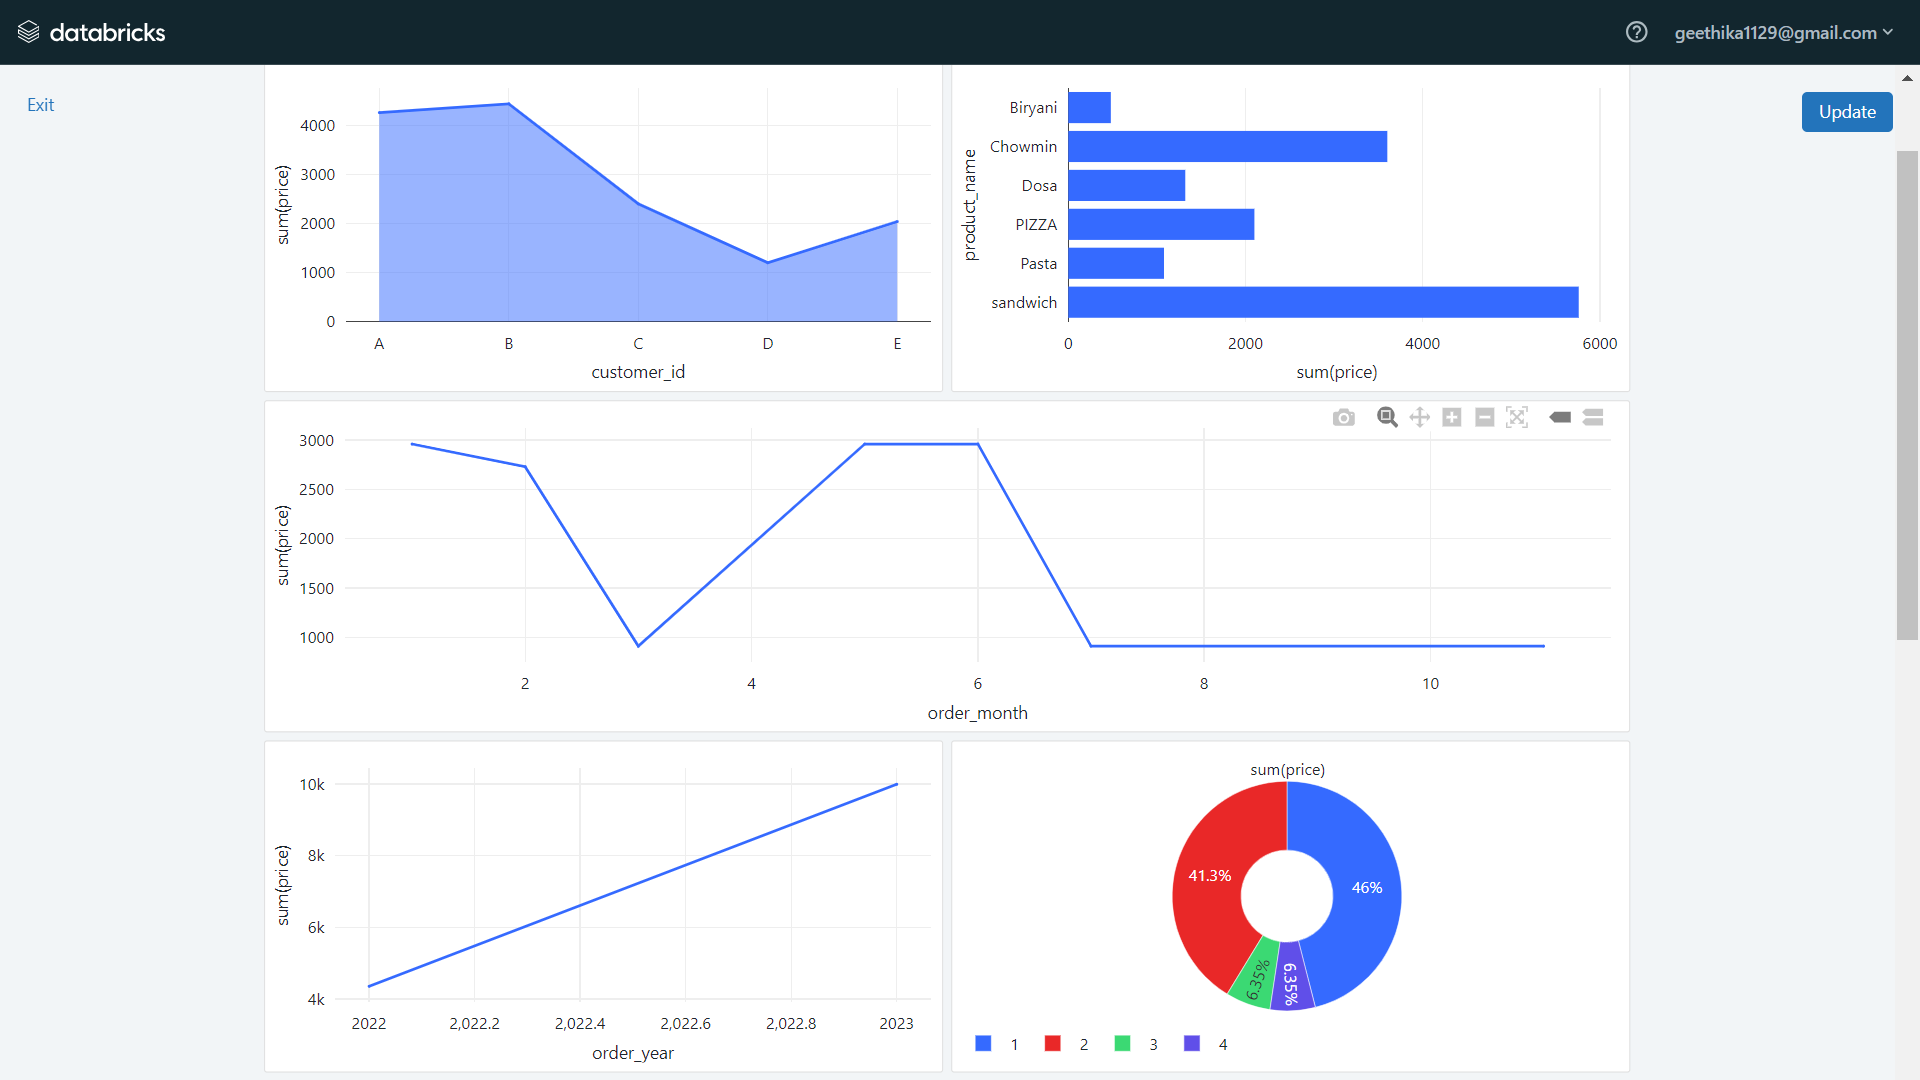 databricks
geethika1129@gmail.com
Exit
Update
sum(price)
4000
3000
2000
1000
0
A B C D E
customer_id
product_name
Biryani
Chowmin
Dosa
PIZZA
Pasta
sandwich
0 2000 4000 6000
sum(price)
sum(price)
3000
2500
2000
1500
1000
2 4 6 8 10
order_month
sum(price)
10k
8k
6k
4k
2022 2,022.2 2,022.4 2,022.6 2,022.8 2023
order_year
sum(price)
41.3% 46%
6.35% 6.35%
1 2 3 4